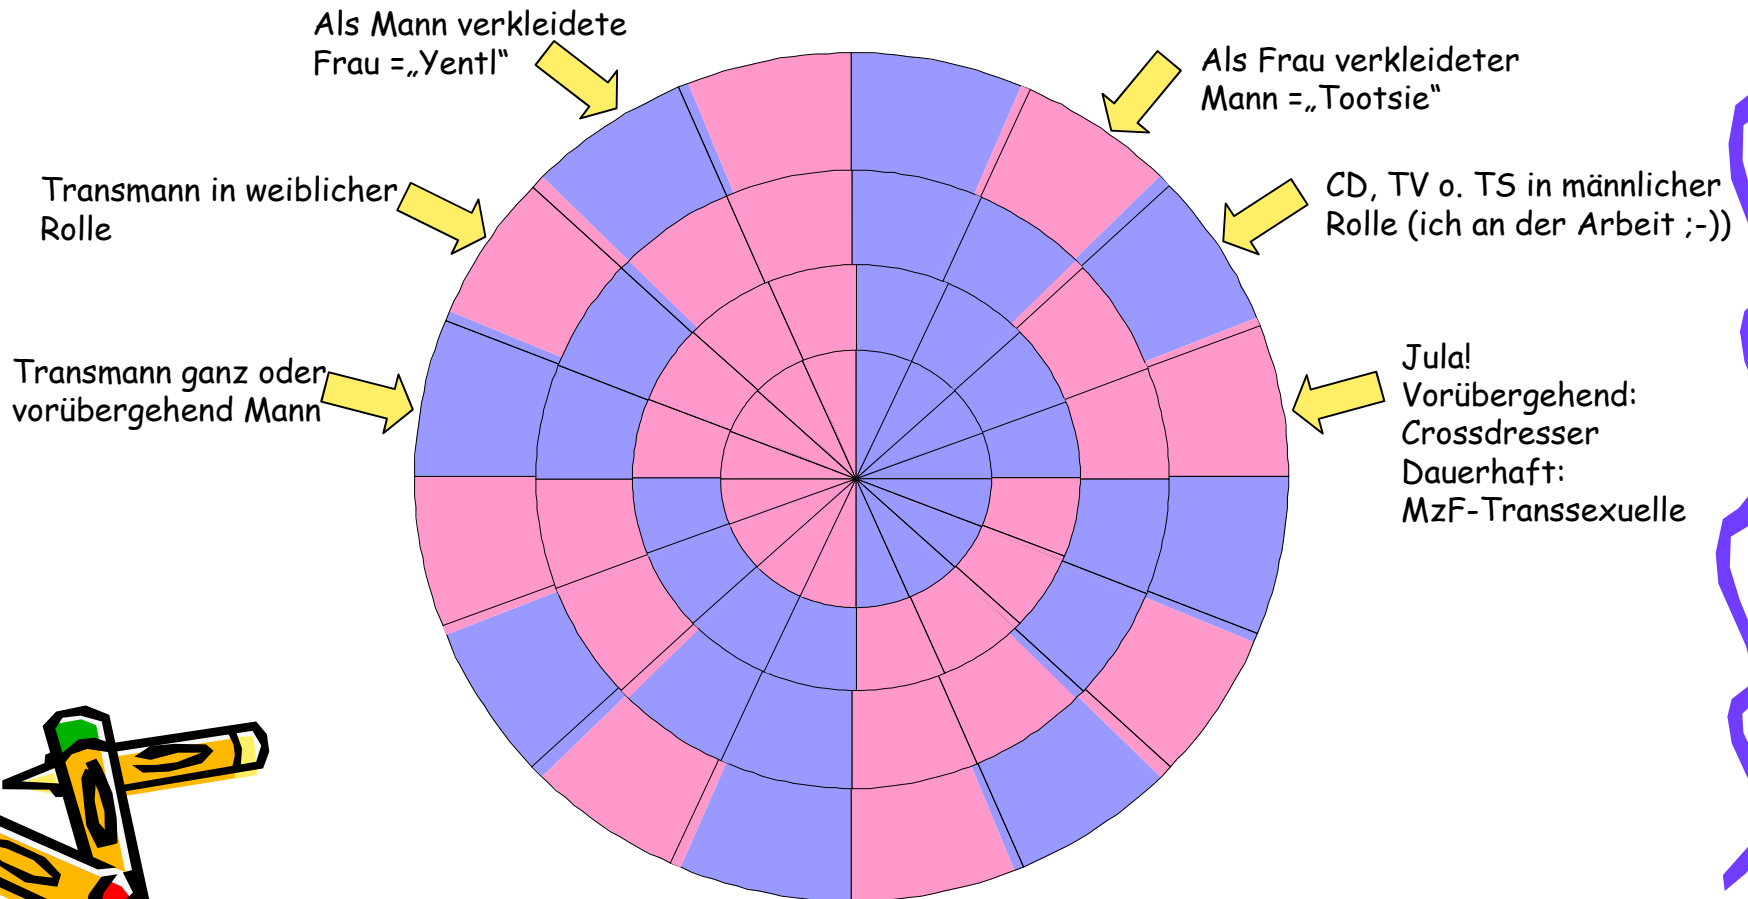 Als Mann verkleidete
Frau =„Yentl“
Als Frau verkleideter
Mann =„Tootsie“
Transmann in weiblicher
Rolle
CD, TV o. TS in männlicher
Rolle (ich an der Arbeit ;-))
Transmann ganz oder
vorübergehend Mann
Jula!
Vorübergehend:
Crossdresser
Dauerhaft:
MzF-Transsexuelle